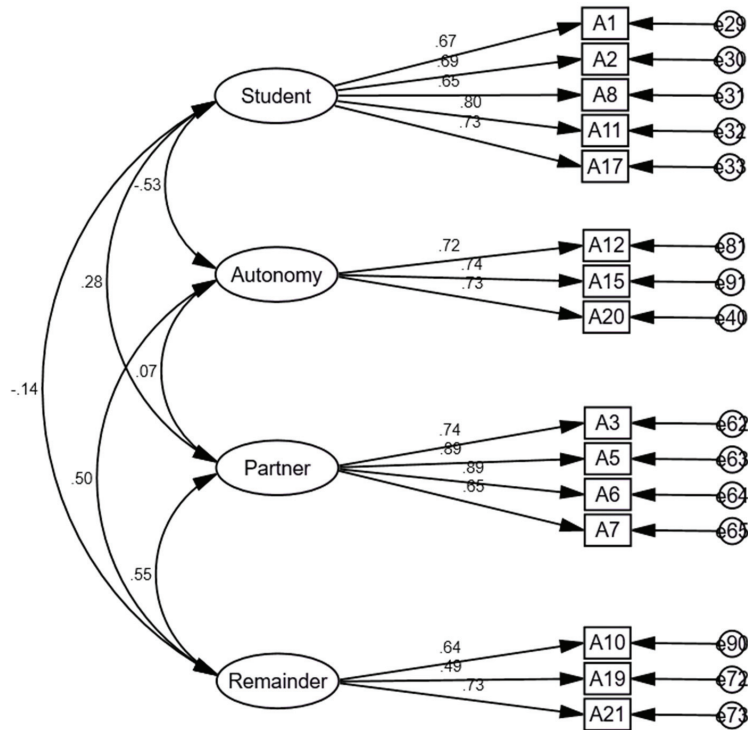 A1 e29
.67
A2 e30
.69
.65
Student A8 e31
.80
A11 e32
.73
A17 e33
-.53
.72 A12 e81
.74
Autonomy A15 e91
.73
A20 e40
.28
.07
-.14
.74 A3 e62
.89
A5 e63
Partner .89
A6 e64
.50 .65
A7 e65
.55
.64 A10 e90
.49
Remainder A19 e72
.73
A21 e73